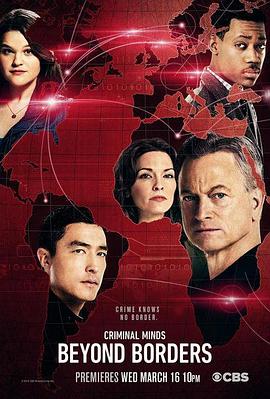 CRIME KNOWS
NO BORDER.
CRIMINAL MINDS
BEYOND BORDERS
PREMIERES WED MARCH 16 10PM
CBS